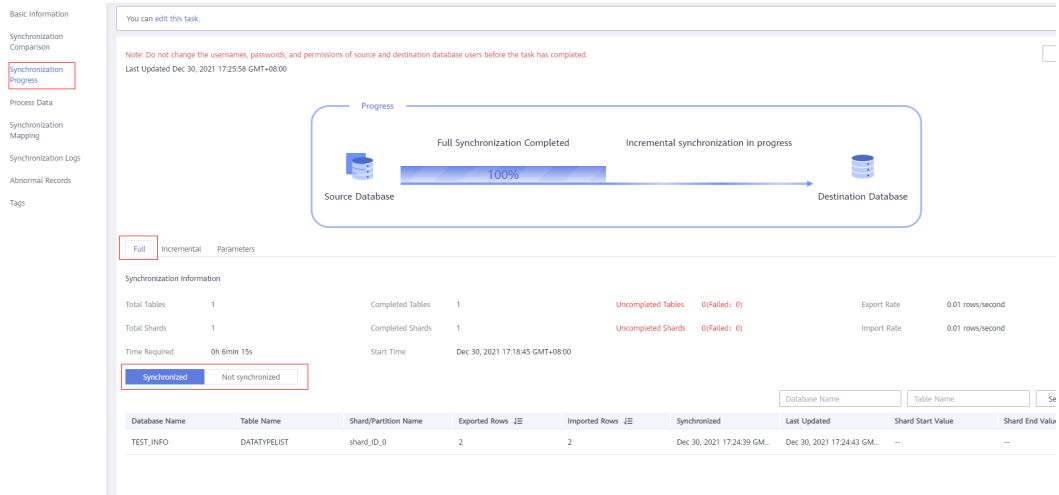 Basic Information
Synchronization
Comparison
Synchronization
Progress
Process Data
Synchronization
Mapping
Synchronization Logs
Abnormal Records
Tags
You can edit this task.
Note: Do not change the usernames, passwords, and permissions of source and destination database users before the task has completed.
Last Updated Dec 30, 2021 17:25:58 GMT+08:00
Progress
Full Synchronization Completed Incremental synchronization in progress
100%
Source Database Destination Database
Full Incremental Parameters
Synchronization Information
Total Tables 1 Completed Tables 1 Uncompleted Tables 0(Failed: 0) Export Rate 0.01 rows/second
Total Shards 1 Completed Shards 1 Uncompleted Shards 0(Failed: 0) Import Rate 0.01 rows/second
Time Required 0h 6min 15s Start Time Dec 30, 2021 17:18:45 GMT+08:00
Synchronized Not synchronized
Database Name Table Name Se
Database Name Table Name Shard/Partition Name Exported Rows Imported Rows Synchronized Last Updated Shard Start Value Shard End Value
TEST_INFO DATATYPELIST shard_ID_0 2 2 Dec 30, 2021 17:24:39 GM... Dec 30, 2021 17:24:43 GM... -- --